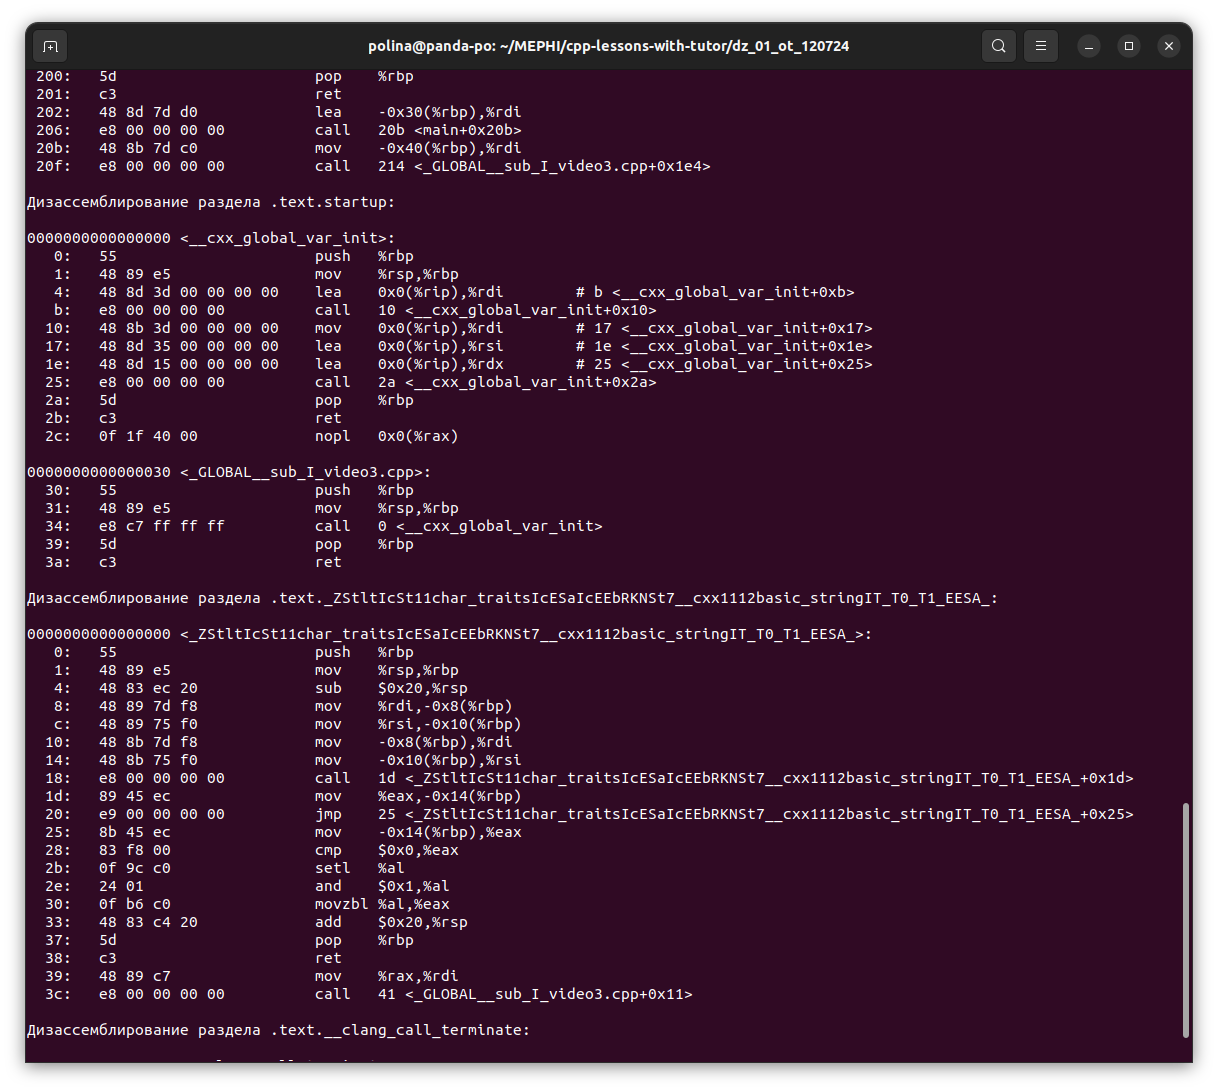 polina@panda-po: ~/MEPHI/cpp-lessons-with-tutor/dz_01_ot_120724
200:   5d                      pop    %rbp
201:   c3                      ret
202:   48 8d 7d d0             lea    -0x30(%rbp),%rdi
206:   e8 00 00 00 00          call   20b <main+0x20b>
20b:   48 8b 7d c0             mov    -0x40(%rbp),%rdi
20f:   e8 00 00 00 00          call   214 <_GLOBAL__sub_I_video3.cpp+0x1e4>
Дизассемблирование раздела .text.startup:
0000000000000000 <__cxx_global_var_init>:
0:   55                      push   %rbp
1:   48 89 e5                mov    %rsp,%rbp
4:   48 8d 3d 00 00 00 00    lea    0x0(%rip),%rdi        # b <__cxx_global_var_init+0xb>
b:   e8 00 00 00 00          call   10 <__cxx_global_var_init+0x10>
10:   48 8b 3d 00 00 00 00    mov    0x0(%rip),%rdi        # 17 <__cxx_global_var_init+0x17>
17:   48 8d 35 00 00 00 00    lea    0x0(%rip),%rsi        # 1e <__cxx_global_var_init+0x1e>
1e:   48 8d 15 00 00 00 00    lea    0x0(%rip),%rdx        # 25 <__cxx_global_var_init+0x25>
25:   e8 00 00 00 00          call   2a <__cxx_global_var_init+0x2a>
2a:   5d                      pop    %rbp
2b:   c3                      ret
2c:   0f 1f 40 00             nopl   0x0(%rax)
0000000000000030 <_GLOBAL__sub_I_video3.cpp>:
30:   55                      push   %rbp
31:   48 89 e5                mov    %rsp,%rbp
34:   e8 c7 ff ff ff          call   0 <__cxx_global_var_init>
39:   5d                      pop    %rbp
3a:   c3                      ret
Дизассемблирование раздела .text._ZStltIcSt11char_traitsIcESaIcEEbRKNSt7__cxx1112basic_stringIT_T0_T1_EESA_:
0000000000000000 <_ZStltIcSt11char_traitsIcESaIcEEbRKNSt7__cxx1112basic_stringIT_T0_T1_EESA_>:
0:   55                      push   %rbp
1:   48 89 e5                mov    %rsp,%rbp
4:   48 83 ec 20             sub    $0x20,%rsp
8:   48 89 7d f8             mov    %rdi,-0x8(%rbp)
c:   48 89 75 f0             mov    %rsi,-0x10(%rbp)
10:   48 8b 7d f8             mov    -0x8(%rbp),%rdi
14:   48 8b 75 f0             mov    -0x10(%rbp),%rsi
18:   e8 00 00 00 00          call   1d <_ZStltIcSt11char_traitsIcESaIcEEbRKNSt7__cxx1112basic_stringIT_T0_T1_EESA_+0x1d>
1d:   89 45 ec                mov    %eax,-0x14(%rbp)
20:   e9 00 00 00 00          jmp    25 <_ZStltIcSt11char_traitsIcESaIcEEbRKNSt7__cxx1112basic_stringIT_T0_T1_EESA_+0x25>
25:   8b 45 ec                mov    -0x14(%rbp),%eax
28:   83 f8 00                cmp    $0x0,%eax
2b:   0f 9c c0                setl   %al
2e:   24 01                   and    $0x1,%al
30:   0f b6 c0                movzbl %al,%eax
33:   48 83 c4 20             add    $0x20,%rsp
37:   5d                      pop    %rbp
38:   c3                      ret
39:   48 89 c7                mov    %rax,%rdi
3c:   e8 00 00 00 00          call   41 <_GLOBAL__sub_I_video3.cpp+0x11>
Дизассемблирование раздела .text.__clang_call_terminate: